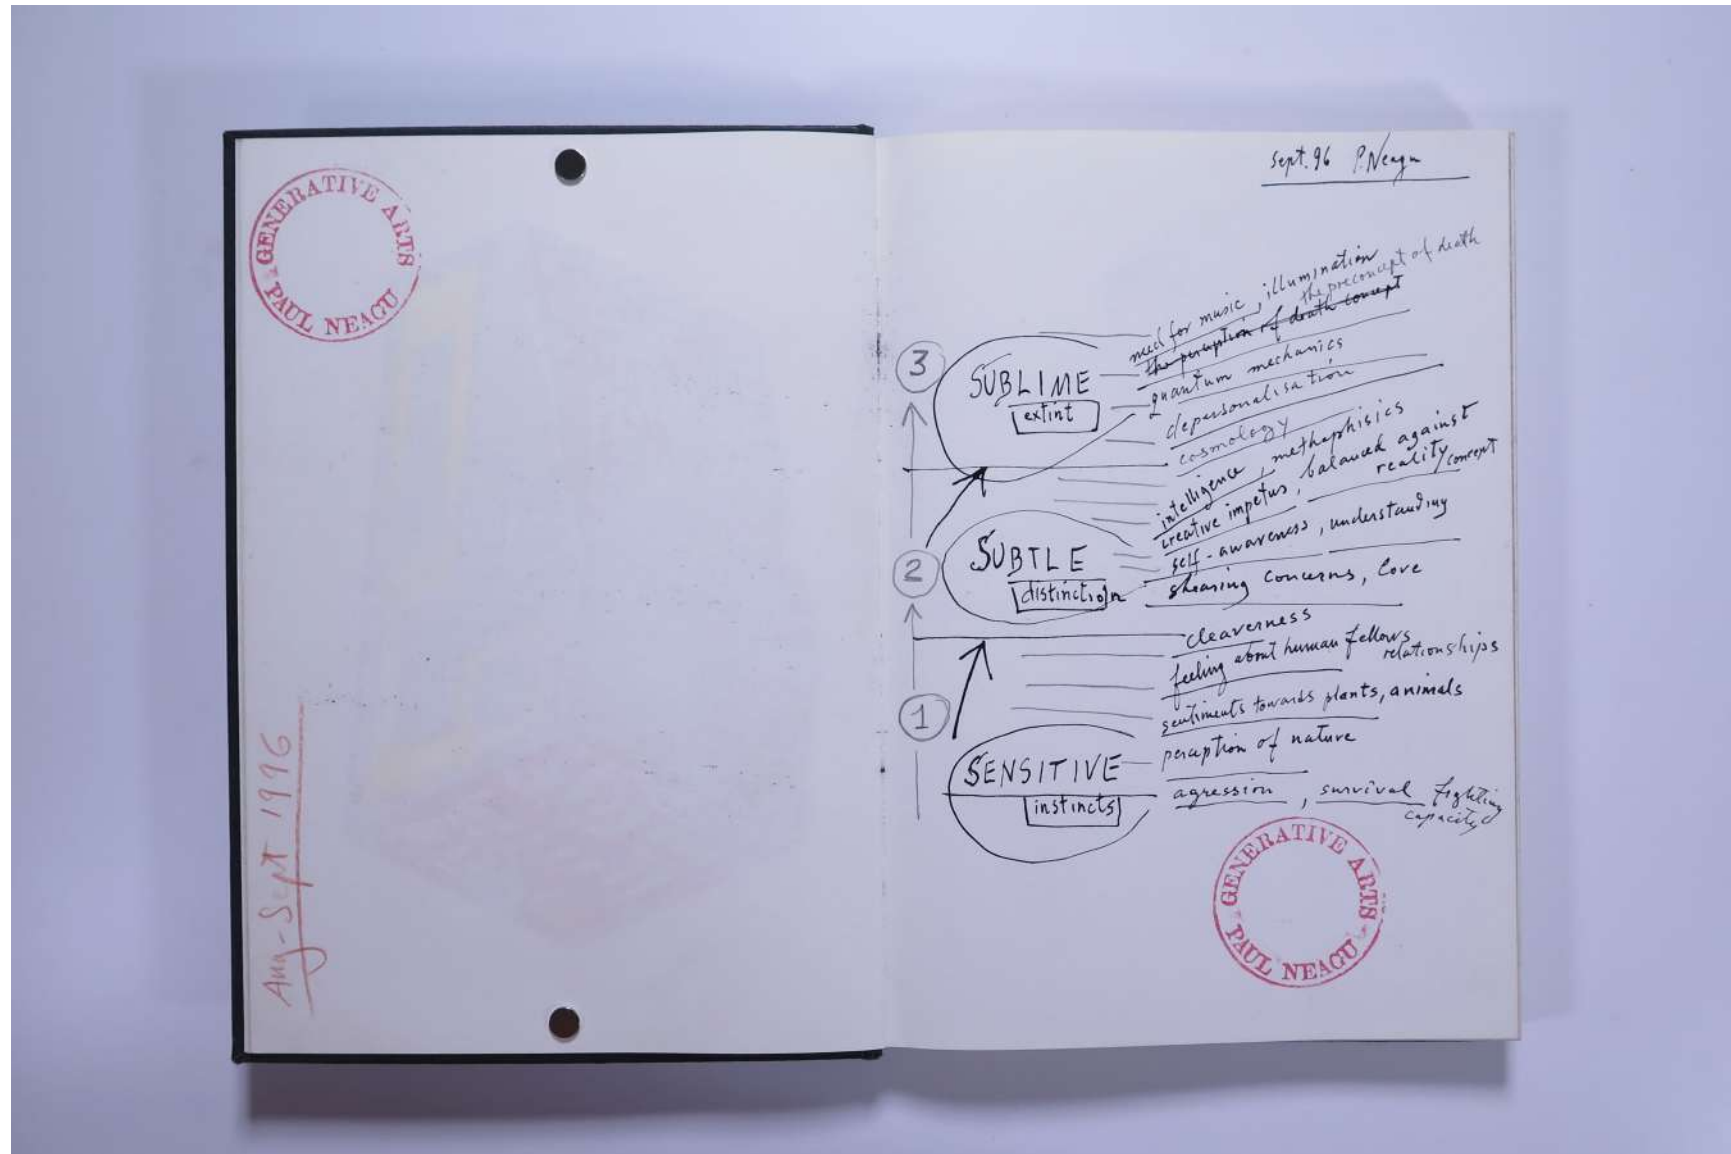 GENERATIVE ARTS
PAUL NEAGU
Aug-Sept 1996
Sept. 96 P. Neagu
need for music, illumination
the preconcept of death
the perception of death concept
3
SUBLIME
extint
quantum mechanics
depersonalisation
cosmology
intelligence, methaphisics
creative impetus, balanced against
reality/concept
2
SUBTLE
distinction
self-awareness, understanding
shearing concerns, love
cleaverness
feeling about human fellows
relationships
1
sentiments towards plants, animals
SENSITIVE
instincts
perception of nature
agression, survival fighting
capacity
GENERATIVE ARTS
PAUL NEAGU